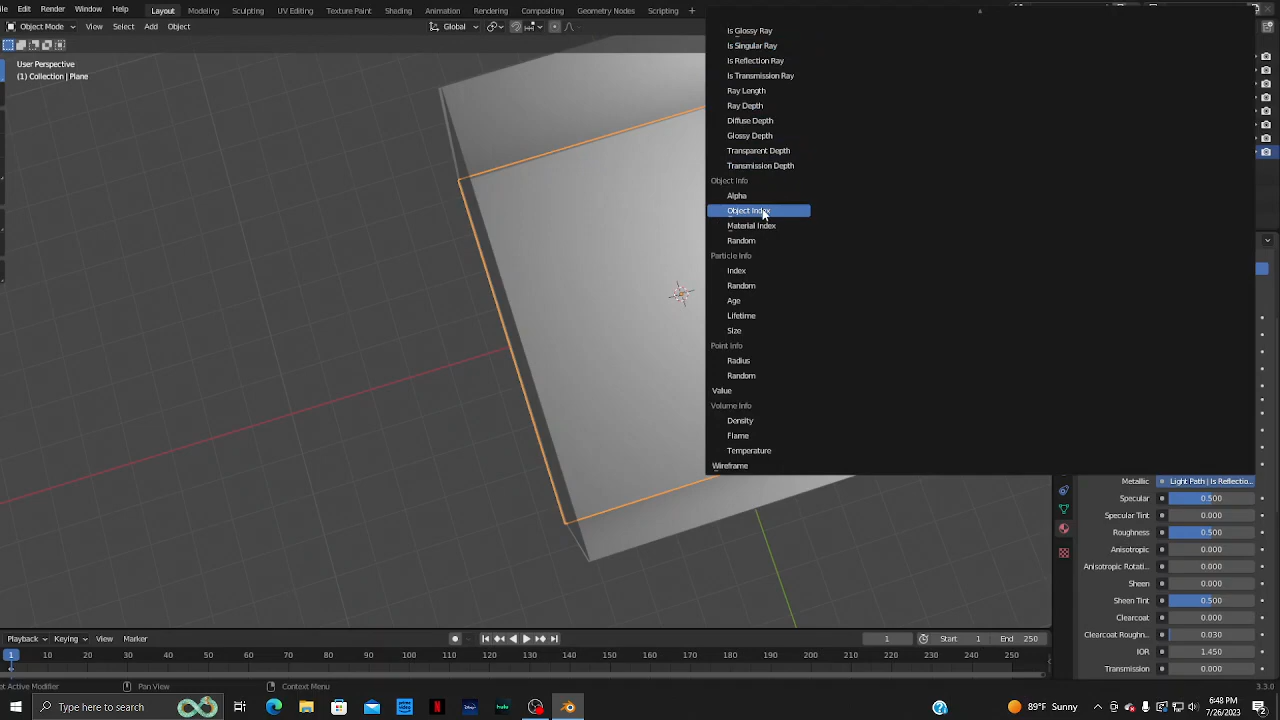 File Edit Render Window Help Layout Modeling Sculpting UV Editing Texture Paint Shading Animation Rendering Compositing Geometry Nodes Scripting
Object Mode View Select Add Object Global
User Perspective
(1) Collection | Plane
Is Glossy Ray
Is Singular Ray
Is Reflection Ray
Is Transmission Ray
Ray Length
Ray Depth
Diffuse Depth
Glossy Depth
Transparent Depth
Transmission Depth
Object Info
Alpha
Object Index
Material Index
Random
Particle Info
Index
Random
Age
Lifetime
Size
Point Info
Radius
Random
Value
Volume Info
Density
Flame
Temperature
Wireframe
Metallic Light Path | Is Reflectio...
Specular 0.500
Specular Tint 0.000
Roughness 0.500
Anisotropic 0.000
Anisotropic Rotati... 0.000
Sheen 0.000
Sheen Tint 0.500
Clearcoat 0.000
Clearcoat Roughn... 0.030
IOR 1.450
Transmission 0.000
Playback Keying View Marker 1 Start 1 End 250
1 10 20 30 40 50 60 70 80 90 100 110 120 130 140 150 160 170 180 190 200 210 220 230 240 250
et Active Modifier Pan View Context Menu 3.3.0
Type here to search hulu 89°F Sunny 6:48 PM
7/26/2023